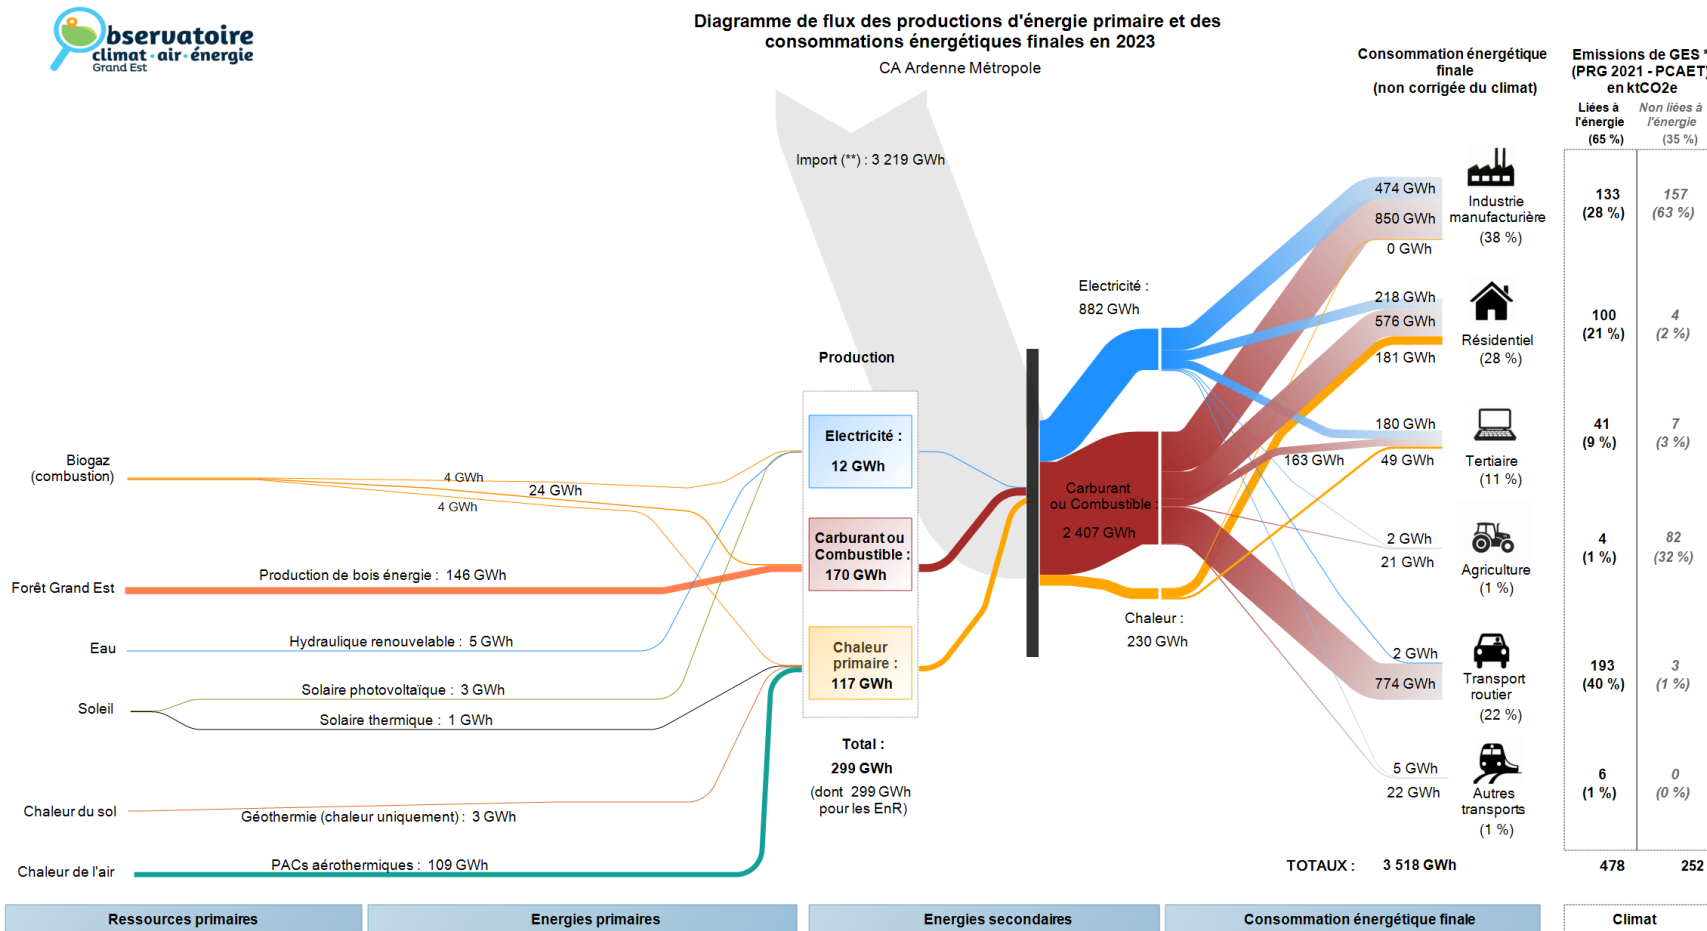 Observatoire
climat · air · énergie
Grand Est
Diagramme de flux des productions d'énergie primaire et des
consommations énergétiques finales en 2023
CA Ardenne Métropole
Consommation énergétique
finale
(non corrigée du climat)
Emissions de GES *
(PRG 2021 - PCAET)
en ktCO2e
Liées à
l'énergie
(65 %)
Non liées à
l'énergie
(35 %)
Import (**) : 3 219 GWh
474 GWh
850 GWh
0 GWh
Industrie
manufacturière
(38 %)
133
(28 %)
157
(63 %)
Electricité :
882 GWh
218 GWh
576 GWh
181 GWh
Résidentiel
(28 %)
100
(21 %)
4
(2 %)
Production
Electricité :
12 GWh
180 GWh
163 GWh
49 GWh
Tertiaire
(11 %)
41
(9 %)
7
(3 %)
Biogaz
(combustion)
4 GWh
24 GWh
4 GWh
Carburant
ou Combustible :
2 407 GWh
Carburant ou
Combustible :
170 GWh
2 GWh
21 GWh
Agriculture
(1 %)
4
(1 %)
82
(32 %)
Forêt Grand Est
Production de bois énergie : 146 GWh
Chaleur :
230 GWh
Eau
Hydraulique renouvelable : 5 GWh
Chaleur
primaire :
117 GWh
2 GWh
774 GWh
Transport
routier
(22 %)
193
(40 %)
3
(1 %)
Soleil
Solaire photovoltaïque : 3 GWh
Solaire thermique : 1 GWh
Total :
299 GWh
(dont 299 GWh
pour les EnR)
5 GWh
22 GWh
Autres
transports
(1 %)
6
(1 %)
0
(0 %)
Chaleur du sol
Géothermie (chaleur uniquement) : 3 GWh
Chaleur de l'air
PACs aérothermiques : 109 GWh
TOTAUX : 3 518 GWh
478
252
Ressources primaires
Energies primaires
Energies secondaires
Consommation énergétique finale
Climat